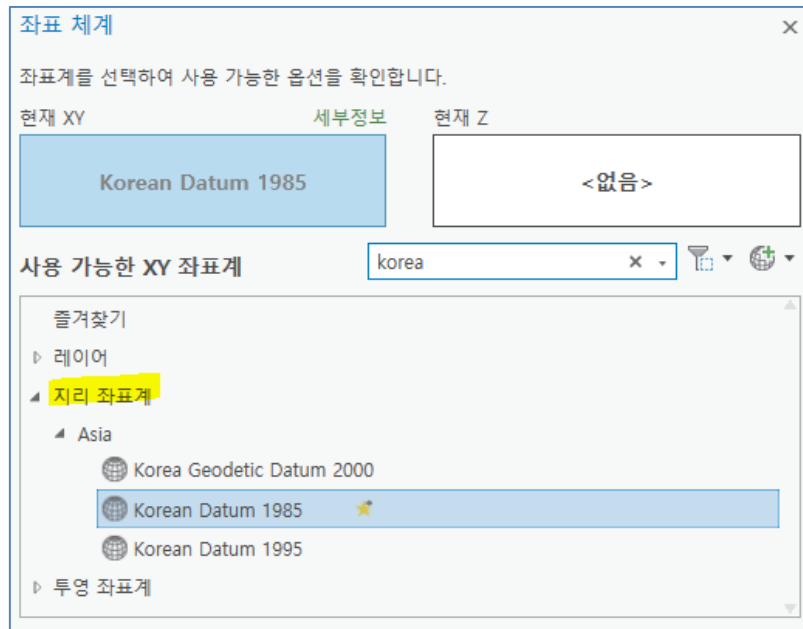 좌표 체계
좌표계를 선택하여 사용 가능한 옵션을 확인합니다.
현재 XY 세부정보 현재 Z
Korean Datum 1985 <없음>
사용 가능한 XY 좌표계 korea
즐겨찾기
레이어
지리 좌표계
Asia
Korea Geodetic Datum 2000
Korean Datum 1985
Korean Datum 1995
투영 좌표계